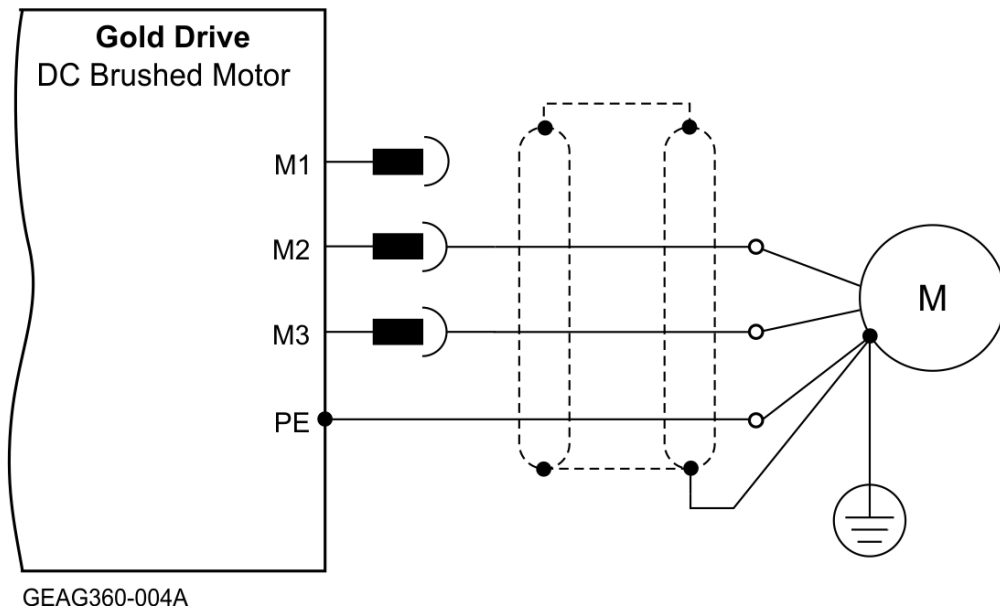 Gold Drive
DC Brushed Motor
M1
M2
M3
PE
M
GEAG360-004A